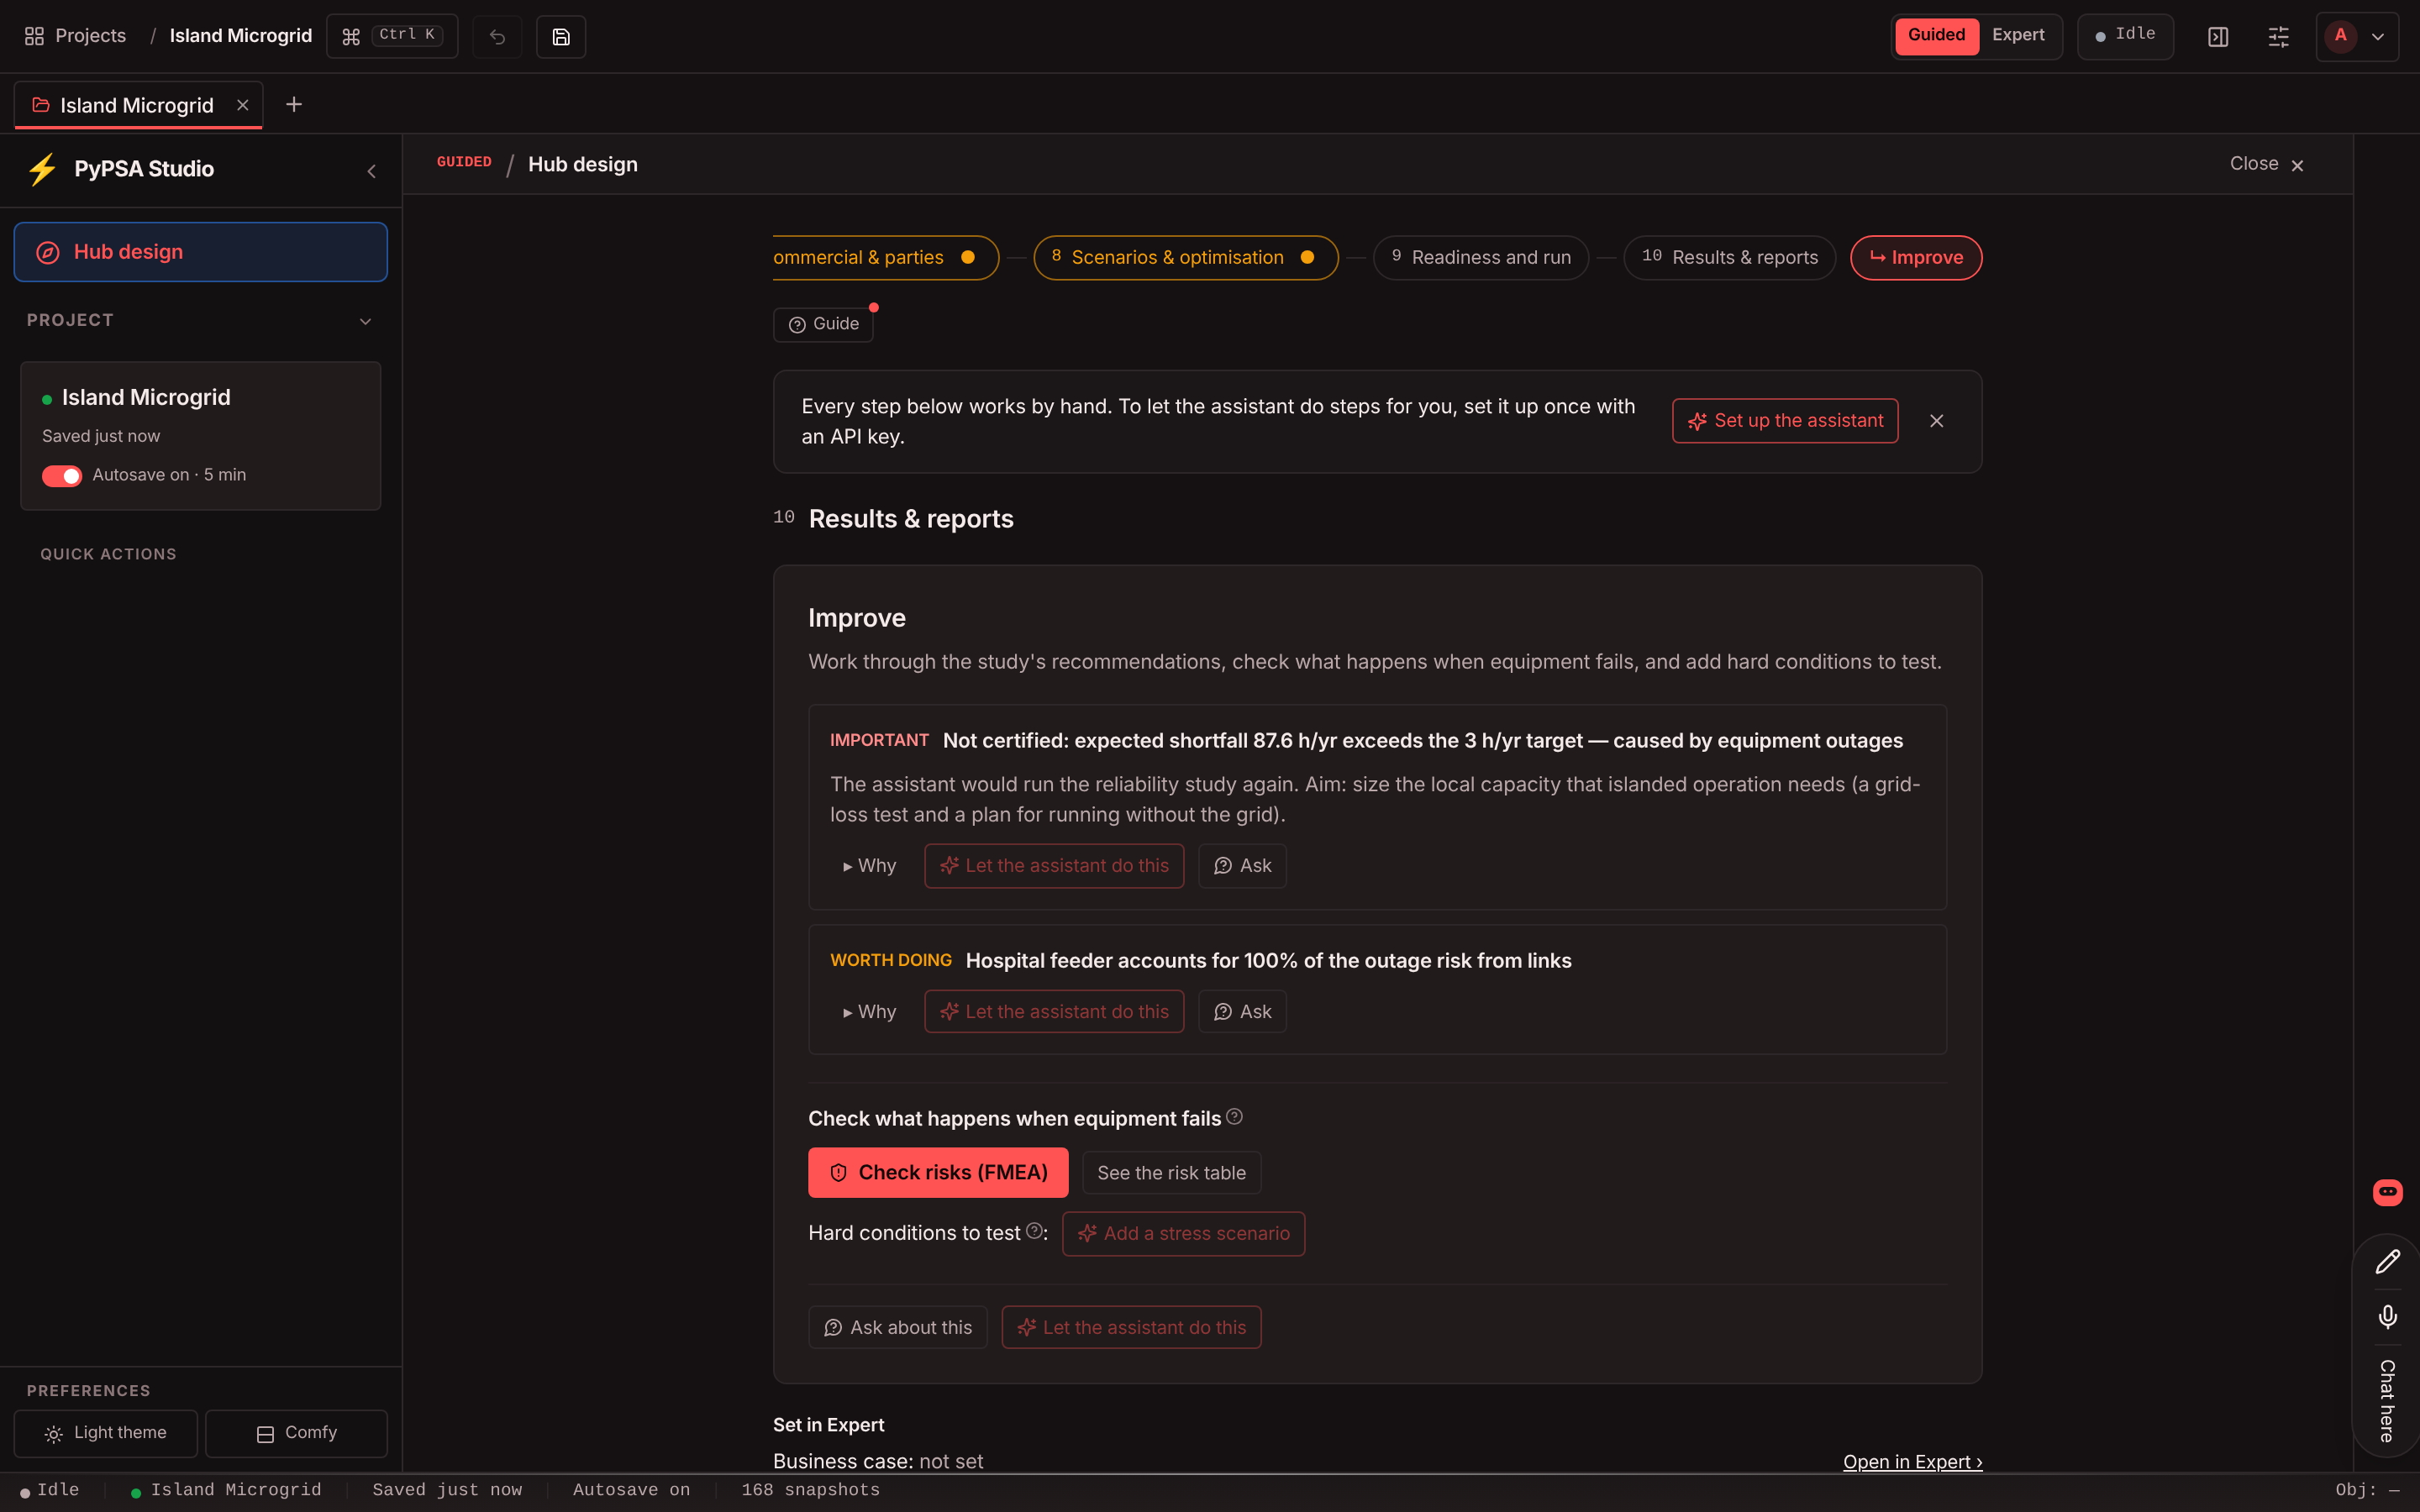 Projects / Island Microgrid
Ctrl K
Guided Expert
Idle
A
Island Microgrid
PyPSA Studio
Hub design
PROJECT
Island Microgrid
Saved just now
Autosave on · 5 min
QUICK ACTIONS
PREFERENCES
Light theme
Comfy
GUIDED / Hub design
Close
ommercial & parties
8 Scenarios & optimisation
9 Readiness and run
10 Results & reports
Improve
Guide
Every step below works by hand. To let the assistant do steps for you, set it up once with
an API key.
Set up the assistant
10 Results & reports
Improve
Work through the study's recommendations, check what happens when equipment fails, and add hard conditions to test.
IMPORTANT Not certified: expected shortfall 87.6 h/yr exceeds the 3 h/yr target — caused by equipment outages
The assistant would run the reliability study again. Aim: size the local capacity that islanded operation needs (a grid-
loss test and a plan for running without the grid).
Why
Let the assistant do this
Ask
WORTH DOING Hospital feeder accounts for 100% of the outage risk from links
Why
Let the assistant do this
Ask
Check what happens when equipment fails
Check risks (FMEA)
See the risk table
Hard conditions to test :
Add a stress scenario
Ask about this
Let the assistant do this
Set in Expert
Business case: not set
Open in Expert ›
Chat here
Idle
Island Microgrid
Saved just now
Autosave on
168 snapshots
Obj: —